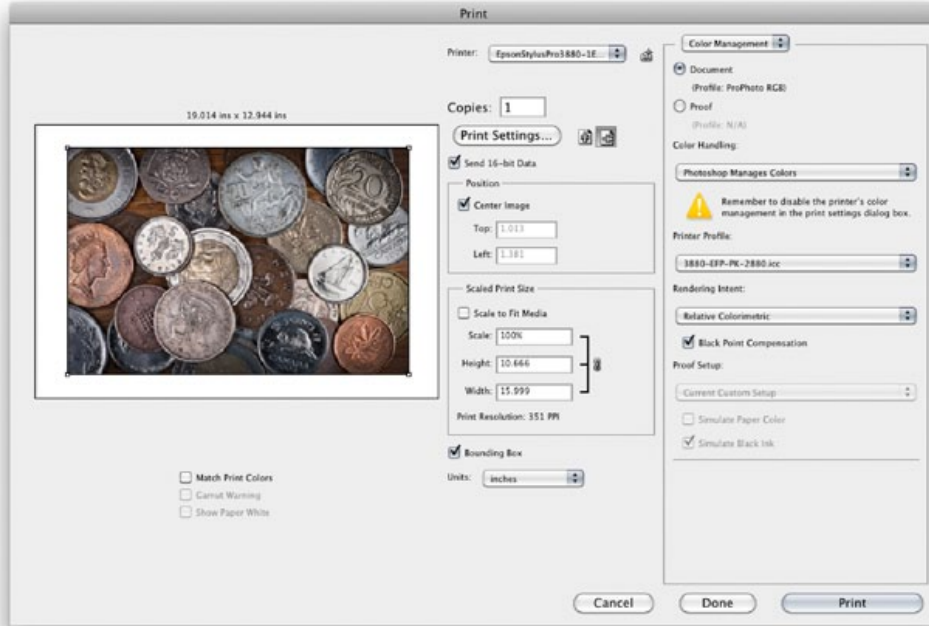 Print
19.014 ins x 12.944 ins
20
Match Print Colors
Gamut Warning
Show Paper White
Printer: EpsonStylusPro3880-1E...
Copies: 1
Print Settings...
Send 16-bit Data
Position
Center Image
Top: 1.013
Left: 1.381
Scaled Print Size
Scale to Fit Media
Scale: 100%
Height: 10.666
Width: 15.999
Print Resolution: 351 PPI
Bounding Box
Units: inches
Color Management
Document
(Profile: ProPhoto RGB)
Proof
(Profile: N/A)
Color Handling:
Photoshop Manages Colors
Remember to disable the printer's color
management in the print settings dialog box.
Printer Profile:
3880-EFP-PK-2880.icc
Rendering Intent:
Relative Colorimetric
Black Point Compensation
Proof Setup:
Current Custom Setup
Simulate Paper Color
Simulate Black Ink
Cancel
Done
Print